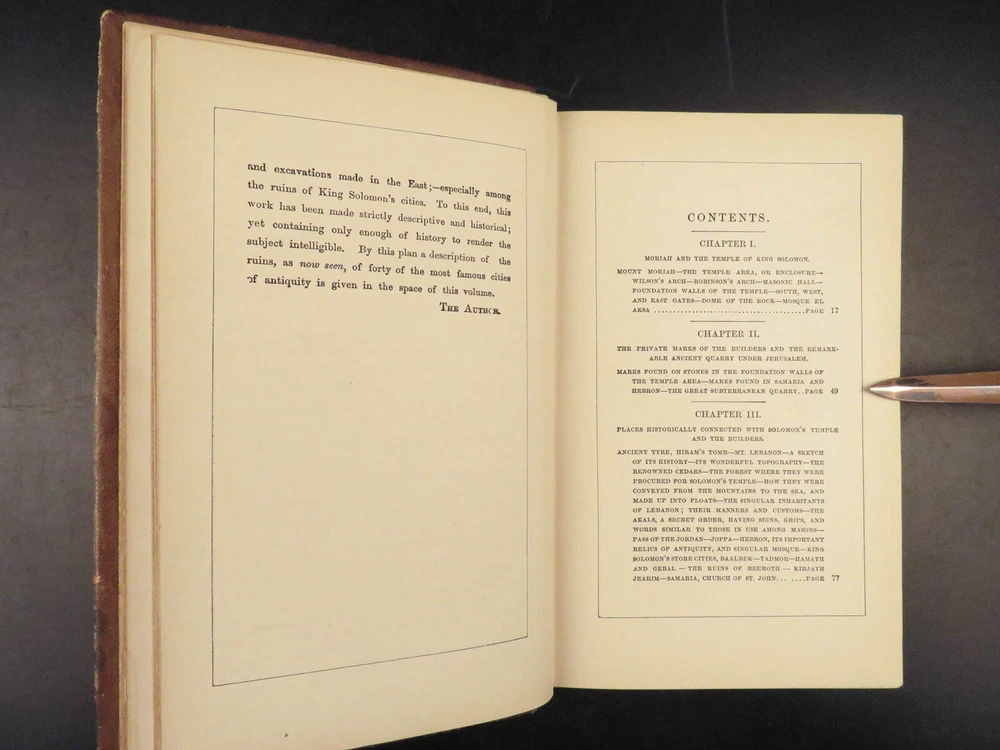 and excavations made in the East;—especially among
the ruins of King Solomon's cities. To this end, this
work has been made strictly descriptive and historical;
yet containing only enough of history to render the
subject intelligible. By this plan a description of the
ruins, as now seen, of forty of the most famous cities
of antiquity is given in the space of this volume.
The Author.
CONTENTS.
CHAPTER I.
MORIAH AND THE TEMPLE OF KING SOLOMON.
MOUNT MORIAH—THE TEMPLE AREA, OR ENCLOSURE—
WILSON'S ARCH—ROBINSON'S ARCH—MASONIC HALL—
FOUNDATION WALLS OF THE TEMPLE—SOUTH, WEST,
AND EAST GATES—DOME OF THE ROCK—MOSQUE EL
AKSA ........................................PAGE 17
CHAPTER II.
THE PRIVATE MARKS OF THE BUILDERS AND THE REMARK-
ABLE ANCIENT QUARRY UNDER JERUSALEM.
MARKS FOUND ON STONES IN THE FOUNDATION WALLS OF
THE TEMPLE AREA—MARKS FOUND IN SAMARIA AND
HEBRON—THE GREAT SUBTERRANEAN QUARRY..PAGE 49
CHAPTER III.
PLACES HISTORICALLY CONNECTED WITH SOLOMON'S TEMPLE
AND THE BUILDERS.
ANCIENT TYRE, HIRAM'S TOMB—MT. LEBANON—A SKETCH
OF ITS HISTORY—ITS WONDERFUL TOPOGRAPHY—THE
RENOWNED CEDARS—THE FOREST WHERE THEY WERE
PROCURED FOR SOLOMON'S TEMPLE—HOW THEY WERE
CONVEYED FROM THE MOUNTAINS TO THE SEA, AND
MADE UP INTO FLOATS—THE SINGULAR INHABITANTS
OF LEBANON; THEIR MANNERS AND CUSTOMS—THE
AKALS, A SECRET ORDER, HAVING SIGNS, GRIPS, AND
WORDS SIMILAR TO THOSE IN USE AMONG MASONS—
PASS OF THE JORDAN—JOPPA—HEBRON, ITS IMPORTANT
RELICS OF ANTIQUITY, AND SINGULAR MOSQUE—KING
SOLOMON'S STORE CITIES, BAALBEK—TADMOR—HAMATH
AND GEBAL — THE RUINS OF BEEROTH — KIRJATH
JEARIM—SAMARIA, CHURCH OF ST. JOHN... ....PAGE 77